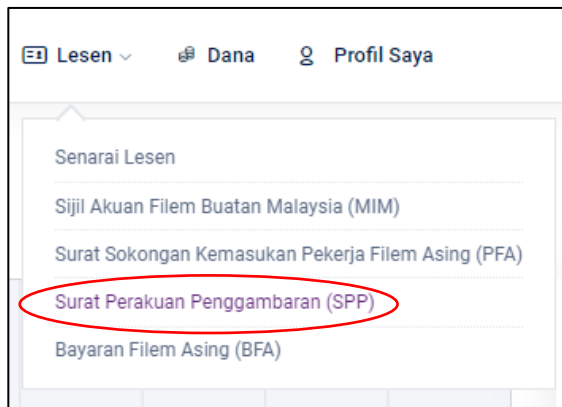 Lesen Dana Profil Saya
Senarai Lesen
Sijil Akuan Filem Buatan Malaysia (MIM)
Surat Sokongan Kemasukan Pekerja Filem Asing (PFA)
Surat Perakuan Penggambaran (SPP)
Bayaran Filem Asing (BFA)